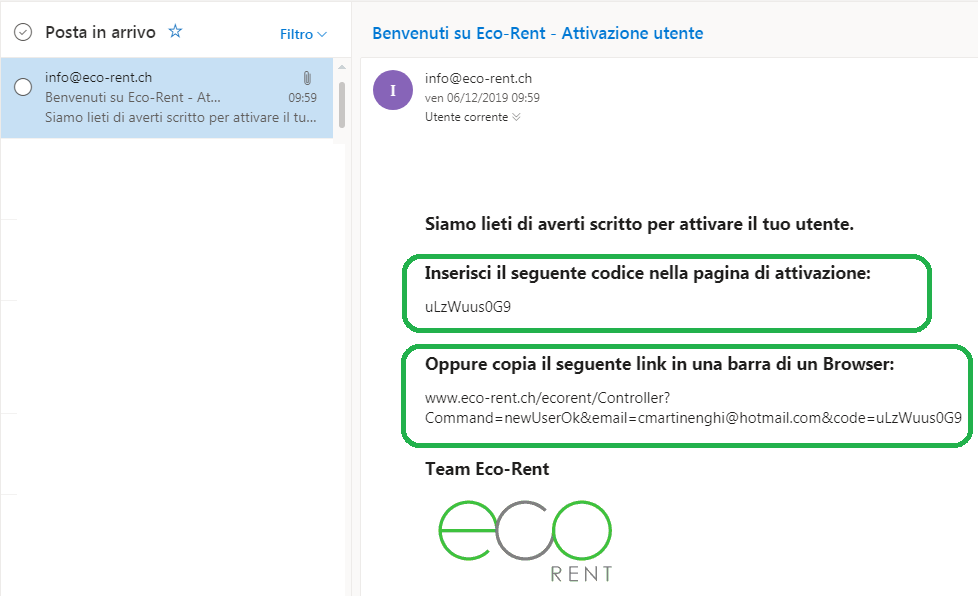 Posta in arrivo
Filtro
info@eco-rent.ch
Benvenuti su Eco-Rent - At...
09:59
Siamo lieti di averti scritto per attivare il tu...
Benvenuti su Eco-Rent - Attivazione utente
I
info@eco-rent.ch
ven 06/12/2019 09:59
Utente corrente
Siamo lieti di averti scritto per attivare il tuo utente.
Inserisci il seguente codice nella pagina di attivazione:
uLzWuus0G9
Oppure copia il seguente link in una barra di un Browser:
www.eco-rent.ch/ecorent/Controller?
Command=newUserOk&email=cmartinenghi@hotmail.com&code=uLzWuus0G9
Team Eco-Rent
eco
RENT